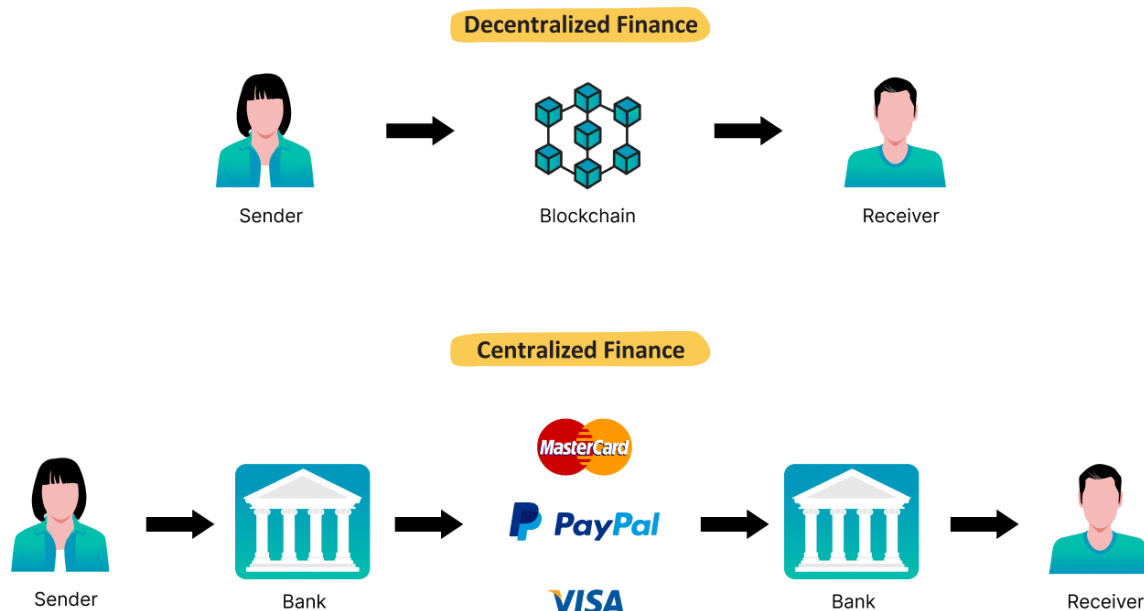 Decentralized Finance
Sender
Blockchain
Receiver
Centralized Finance
MasterCard
PayPal
VISA
Sender
Bank
Bank
Receiver